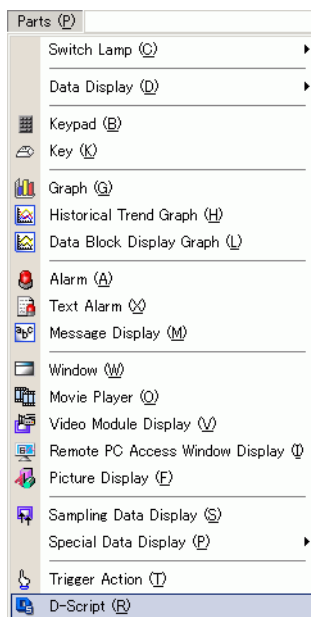 Parts (P)
Switch Lamp (C)
Data Display (D)
Keypad (B)
Key (K)
Graph (G)
Historical Trend Graph (H)
Data Block Display Graph (L)
Alarm (A)
Text Alarm (X)
abc Message Display (M)
Window (W)
Movie Player (O)
Video Module Display (V)
Remote PC Access Window Display (I)
Picture Display (F)
Sampling Data Display (S)
Special Data Display (P)
Trigger Action (T)
D-Script (R)